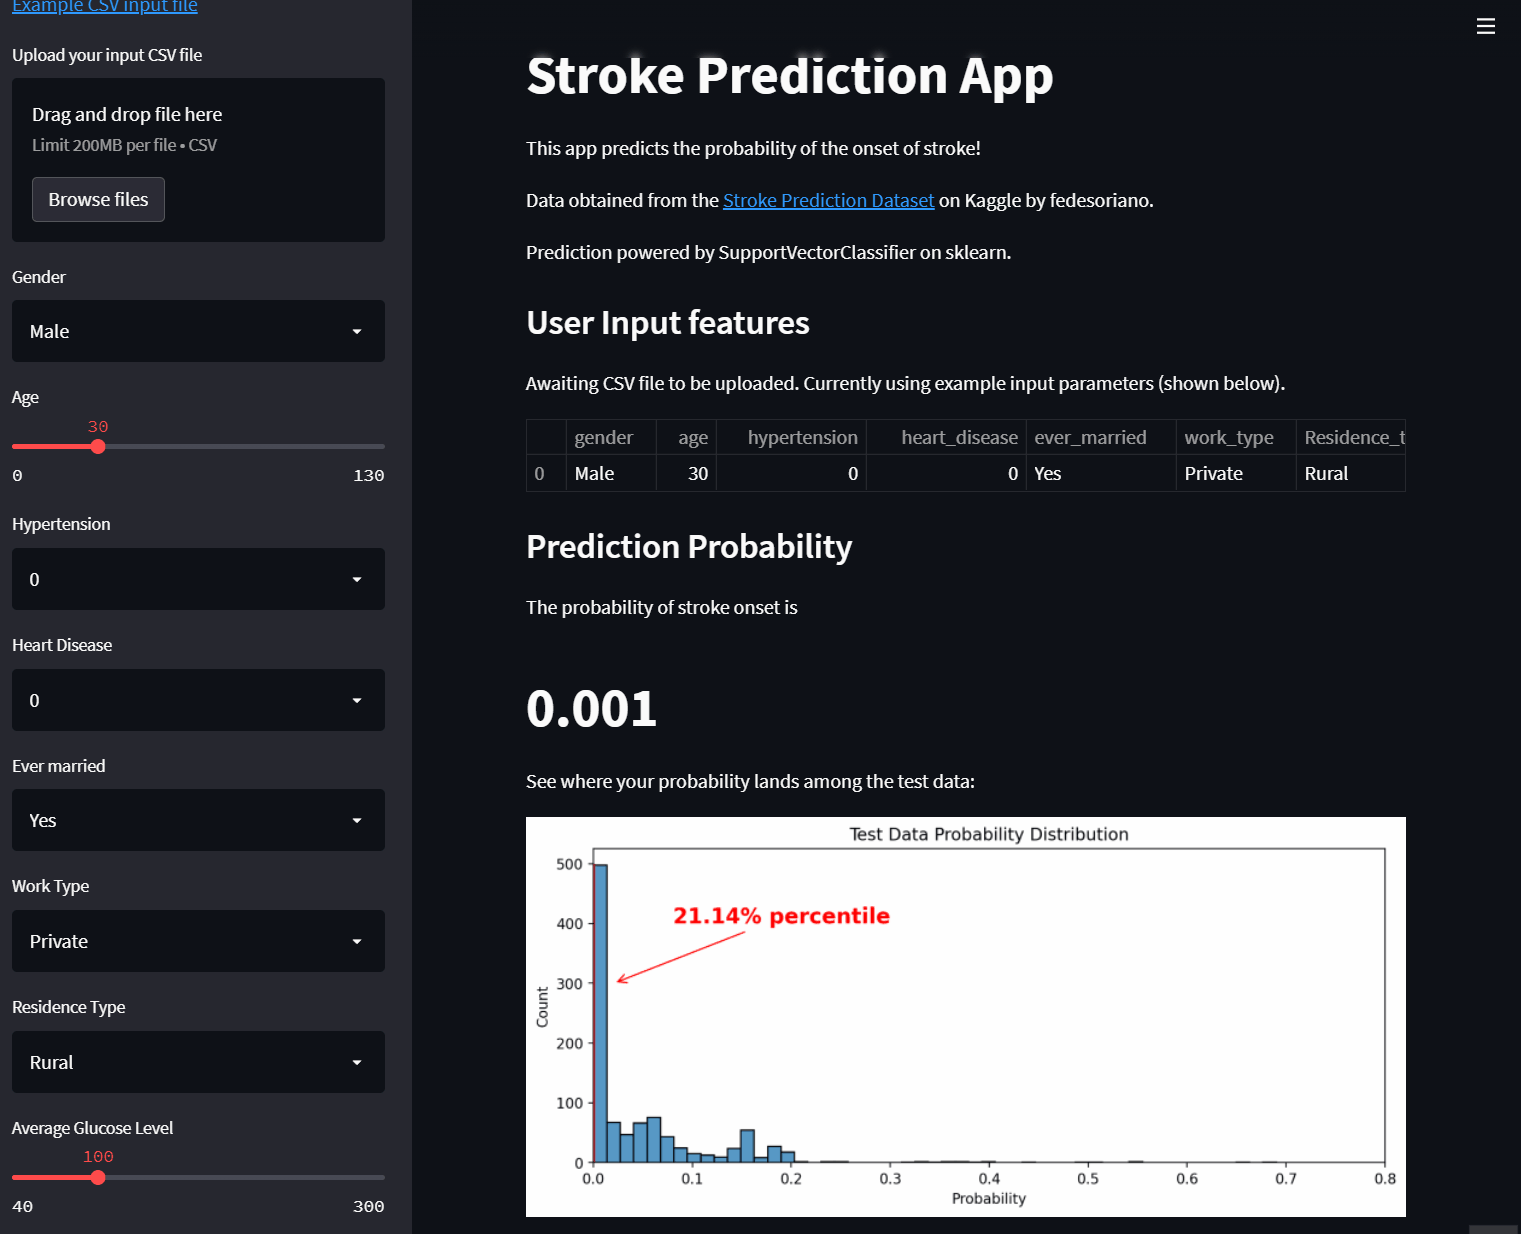 Example CSV input file
Upload your input CSV file
Drag and drop file here
Limit 200MB per file • CSV
Browse files
Gender
Male
Age
30
0 130
Hypertension
0
Heart Disease
0
Ever married
Yes
Work Type
Private
Residence Type
Rural
Average Glucose Level
100
40 300
Stroke Prediction App
This app predicts the probability of the onset of stroke!
Data obtained from the Stroke Prediction Dataset on Kaggle by fedesoriano.
Prediction powered by SupportVectorClassifier on sklearn.
User Input features
Awaiting CSV file to be uploaded. Currently using example input parameters (shown below).
gender age hypertension heart_disease ever_married work_type Residence_t
0 Male 30 0 0 Yes Private Rural
Prediction Probability
The probability of stroke onset is
0.001
See where your probability lands among the test data:
Test Data Probability Distribution
500
400
300
200
100
0
Count
21.14% percentile
0.0 0.1 0.2 0.3 0.4 0.5 0.6 0.7 0.8
Probability